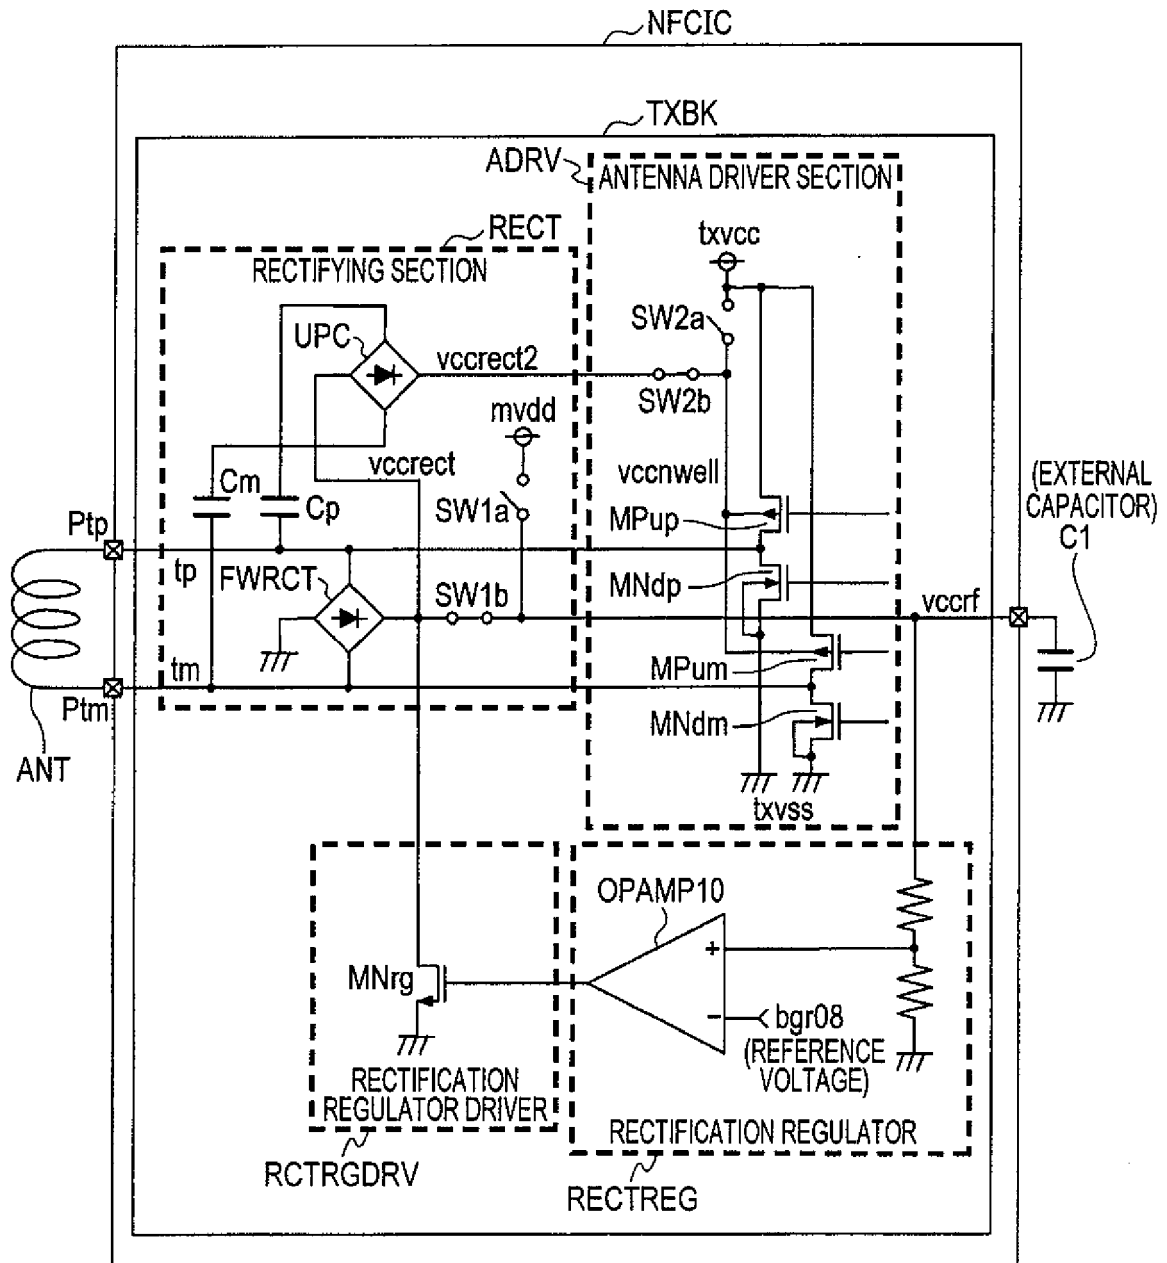 NFCIC
TXBK
ADRV
ANTENNA DRIVER SECTION
RECT
RECTIFYING SECTION
txvcc
UPC
SW2a
vccrect2
SW2b
mvdd
vccrect
vccnwell
Cm
Cp
SW1a
MPup
(EXTERNAL
CAPACITOR)
C1
Ptp
tp
FWRCT
SW1b
MNdp
vccrf
tm
MPum
Ptm
MNdm
ANT
txvss
OPAMP10
+
MNrg
−
bgr08
(REFERENCE
VOLTAGE)
RECTIFICATION
REGULATOR DRIVER
RECTIFICATION REGULATOR
RCTRGDRV
RECTREG